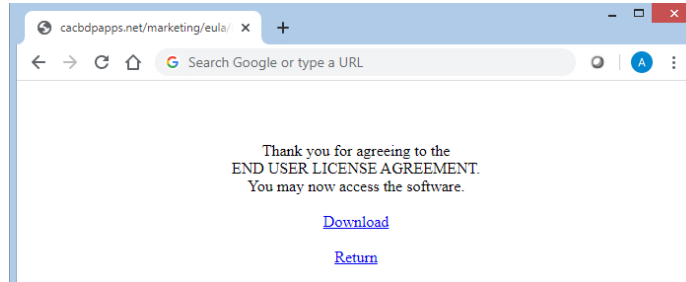 cacbdpapps.net/marketing/eula/
Search Google or type a URL
A
Thank you for agreeing to the
END USER LICENSE AGREEMENT.
You may now access the software.
Download
Return